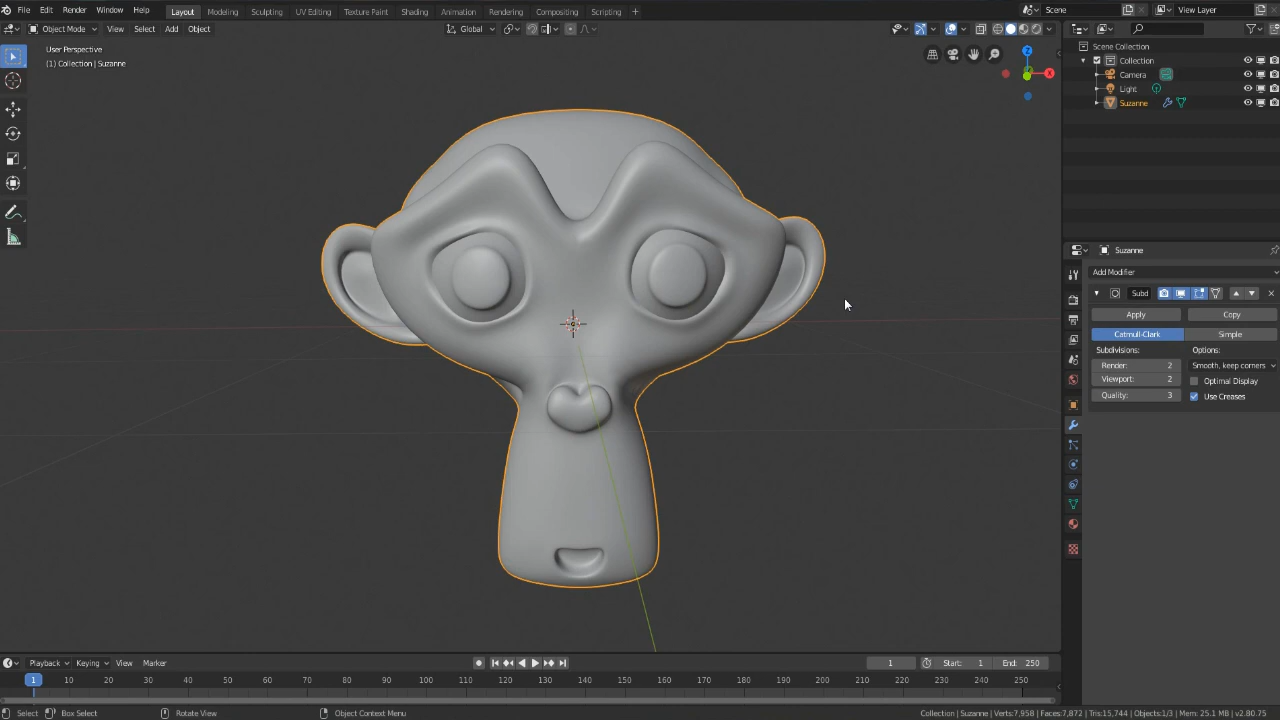 File Edit Render Window Help Layout Modeling Sculpting UV Editing Texture Paint Shading Animation Rendering Compositing Scripting + Scene View Layer
Object Mode View Select Add Object Global
User Perspective
(1) Collection | Suzanne
Z
X
Scene Collection
Collection
Camera
Light
Suzanne
Suzanne
Add Modifier
Subd
Apply Copy
Catmull-Clark Simple
Subdivisions: Options:
Render: 2 Smooth, keep corners
Viewport: 2 Optimal Display
Quality: 3 Use Creases
Playback Keying View Marker 1 Start: 1 End: 250
1 10 20 30 40 50 60 70 80 90 100 110 120 130 140 150 160 170 180 190 200 210 220 230 240 250
Select Box Select Rotate View Object Context Menu Collection | Suzanne | Verts:7,958 | Faces:7,872 | Tris:15,744 | Objects:1/3 | Mem: 25.1 MB | v2.80.75